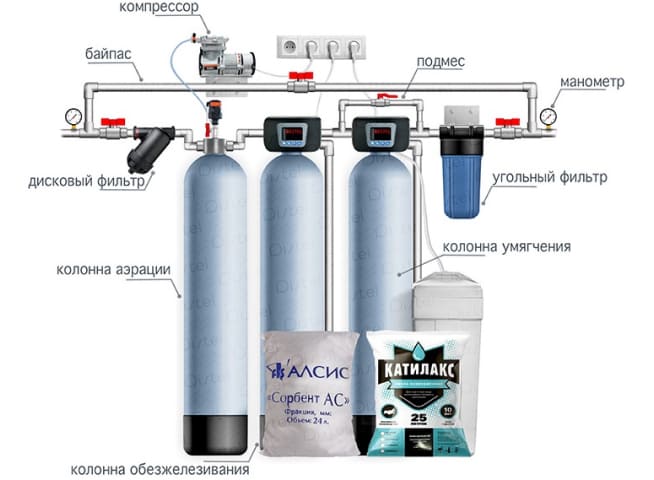 компрессор
байпас
подмес
манометр
дисковый фильтр
угольный фильтр
колонна аэрации
колонна умягчения
АЛСИС
«Сорбент АС»
Фракция, мм:
Объем: 24 л.
КАТИЛАКС
25
10
колонна обезжелезивания
Distel